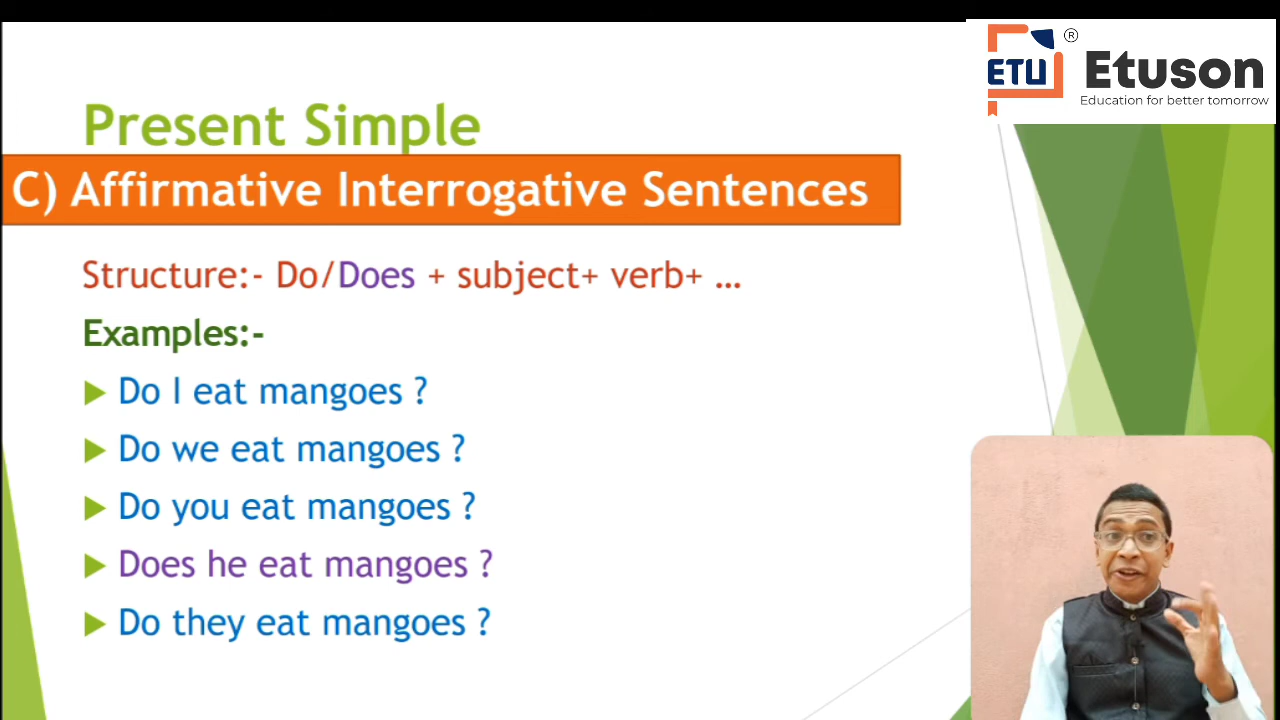 ETU ® Etuson
Education for better tomorrow
Present Simple
C) Affirmative Interrogative Sentences
Structure:- Do/Does + subject+ verb+ ...
Examples:-
Do I eat mangoes ?
Do we eat mangoes ?
Do you eat mangoes ?
Does he eat mangoes ?
Do they eat mangoes ?